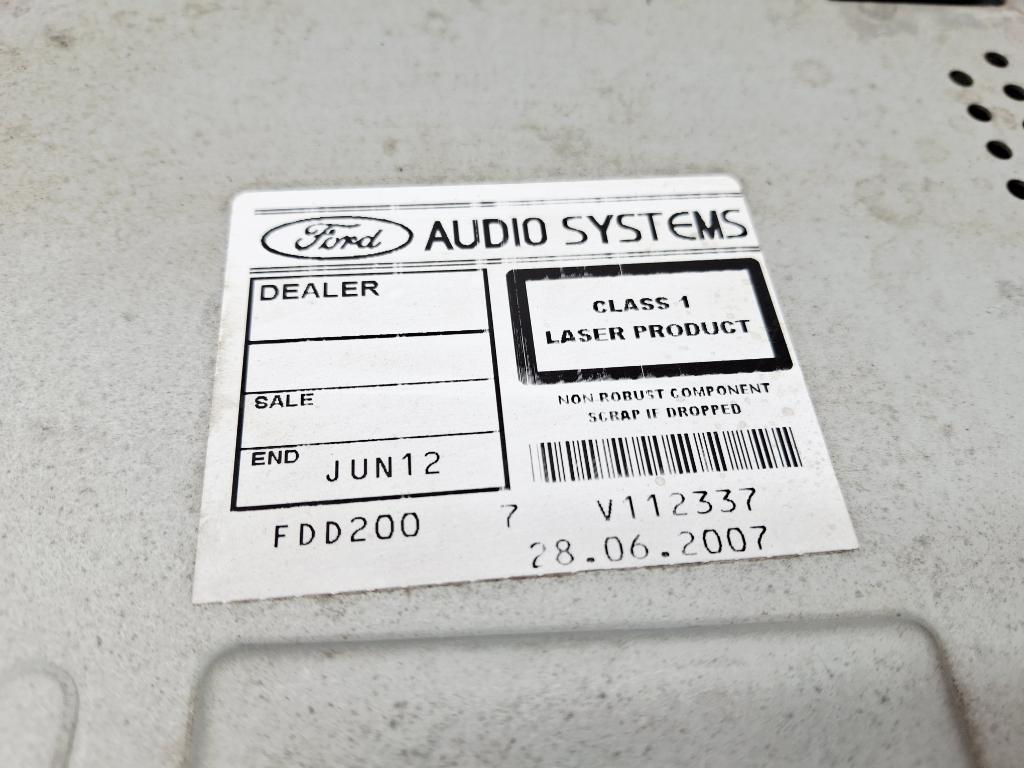 Ford AUDIO SYSTEMS
DEALER
SALE
END JUN12
FDD200 7
CLASS 1
LASER PRODUCT
NON ROBUST COMPONENT
SCRAP IF DROPPED
V112337
28.06.2007